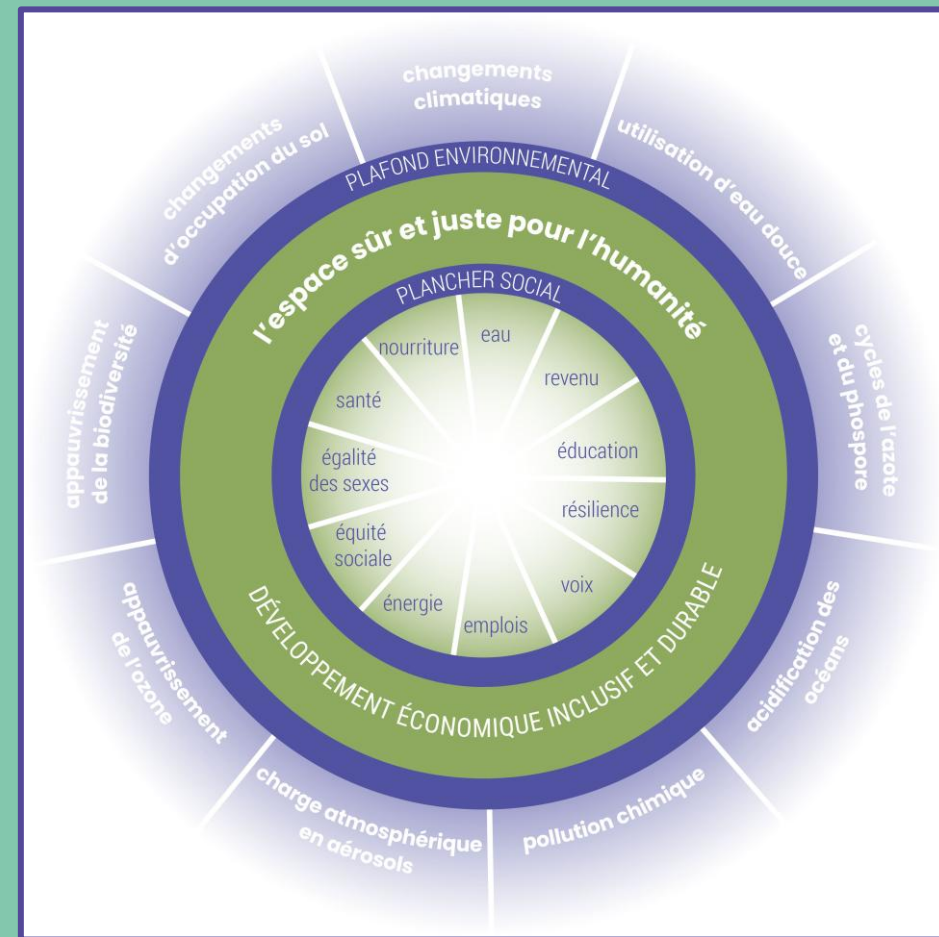 changements
climatiques
utilisation d'eau douce
cycles de l'azote
et du phospore
acidification des
océans
pollution chimique
charge atmosphérique
en aérosols
appauvrissement
de l'ozone
appauvrissement
de la biodiversité
changements
d'occupation du sol
PLAFOND ENVIRONNEMENTAL
l'espace sûr et juste pour l'humanité
PLANCHER SOCIAL
eau
revenu
éducation
résilience
voix
emplois
énergie
équité
sociale
égalité
des sexes
santé
nourriture
DÉVELOPPEMENT ÉCONOMIQUE INCLUSIF ET DURABLE